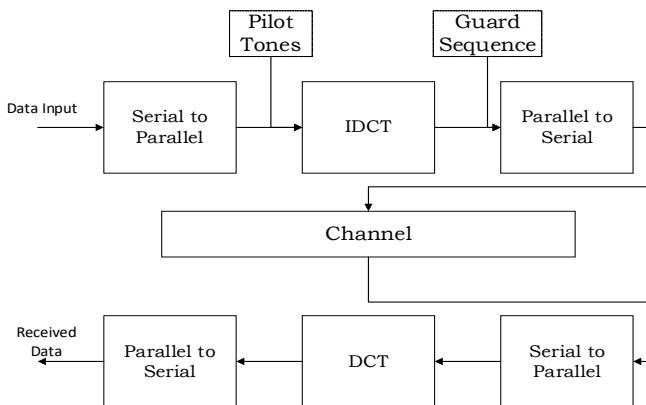 Pilot
Tones
Guard
Sequence
Data Input
Serial to
Parallel
IDCT
Parallel to
Serial
Channel
Received
Data
Parallel to
Serial
DCT
Serial to
Parallel